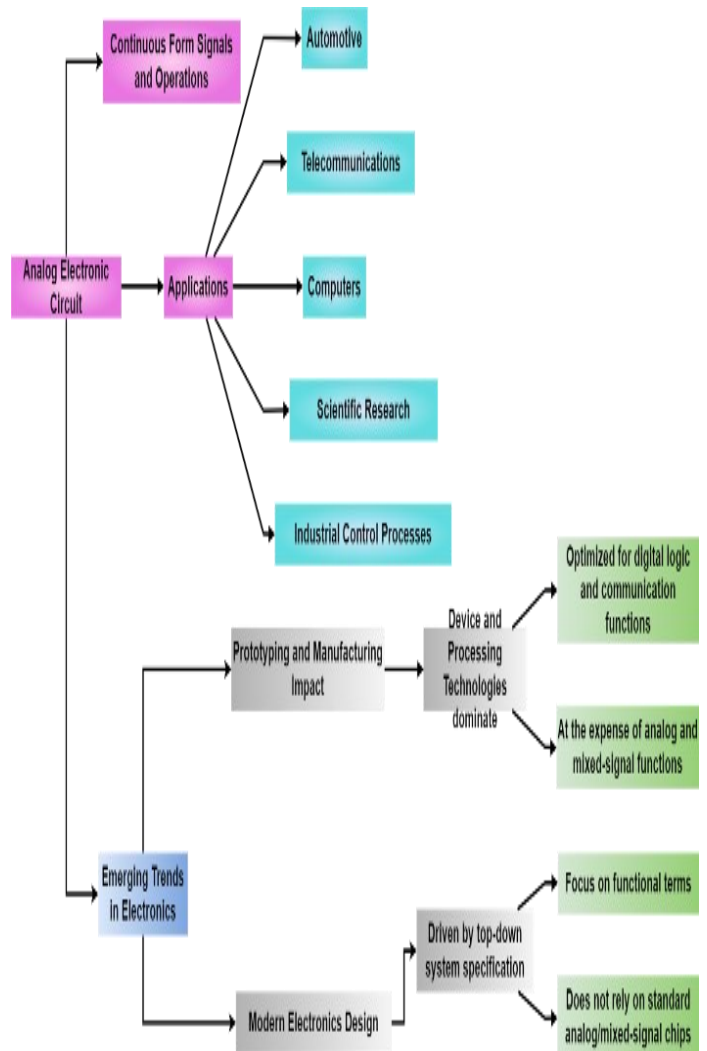 Continuous Form Signals
and Operations
Automotive
Telecommunications
Analog Electronic
Circuit
Applications
Computers
Scientific Research
Industrial Control Processes
Optimized for digital logic
and communication
functions
Prototyping and Manufacturing
Impact
Device and
Processing
Technologies
dominate
At the expense of analog and
mixed-signal functions
Emerging Trends
in Electronics
Focus on functional terms
Driven by top-down
system specification
Modern Electronics Design
Does not rely on standard
analog/mixed-signal chips